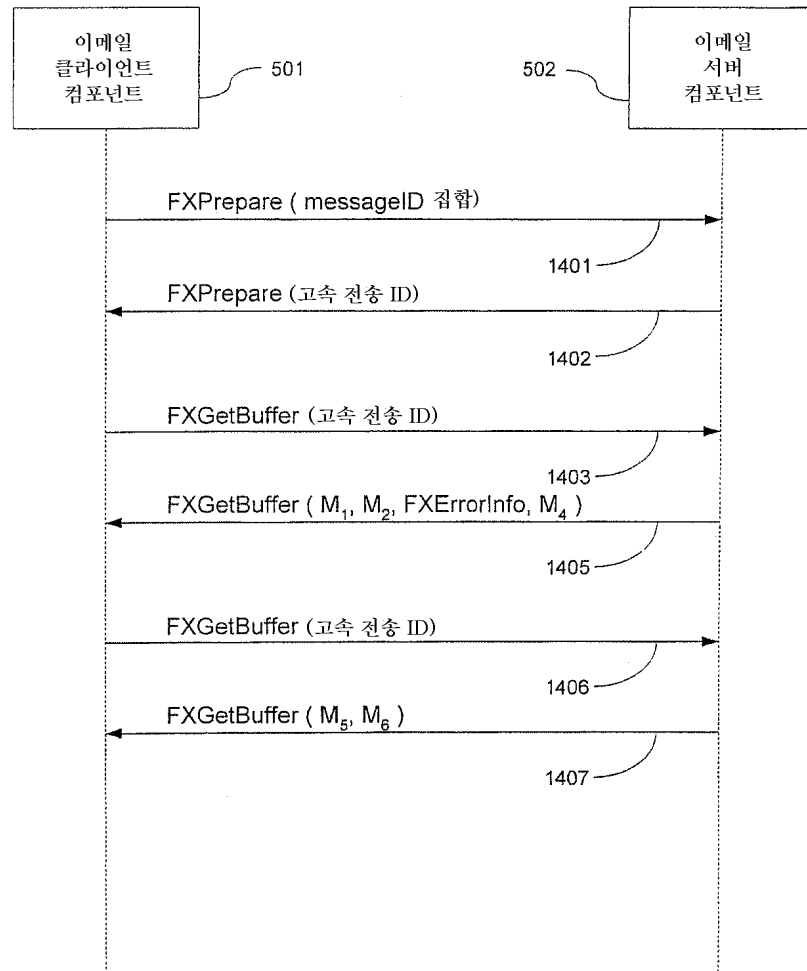 이메일
클라이언트
컴포넌트
501
502
이메일
서버
컴포넌트
FXPrepare ( messageID 집합)
1401
FXPrepare (고속 전송 ID)
1402
FXGetBuffer (고속 전송 ID)
1403
FXGetBuffer ( M₁, M₂, FXErrorInfo, M₄ )
1405
FXGetBuffer (고속 전송 ID)
1406
FXGetBuffer ( M₅, M₆ )
1407